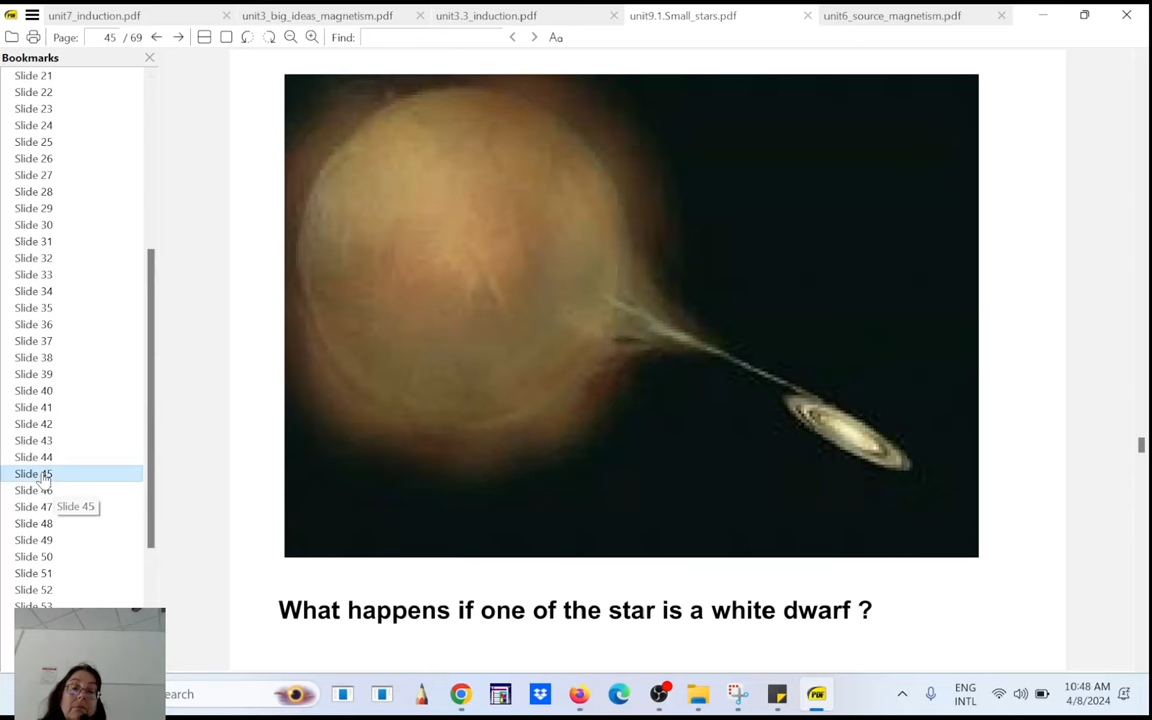 unit7_induction.pdf
unit3_big_ideas_magnetism.pdf
unit3.3_induction.pdf
unit9.1.Small_stars.pdf
unit6_source_magnetism.pdf
Page: 45 / 69
Find:
Aa
Bookmarks
Slide 21
Slide 22
Slide 23
Slide 24
Slide 25
Slide 26
Slide 27
Slide 28
Slide 29
Slide 30
Slide 31
Slide 32
Slide 33
Slide 34
Slide 35
Slide 36
Slide 37
Slide 38
Slide 39
Slide 40
Slide 41
Slide 42
Slide 43
Slide 44
Slide 45
Slide 46
Slide 47
Slide 45
Slide 48
Slide 49
Slide 50
Slide 51
Slide 52
Slide 53
What happens if one of the star is a white dwarf ?
earch
ENG
INTL
10:48 AM
4/8/2024